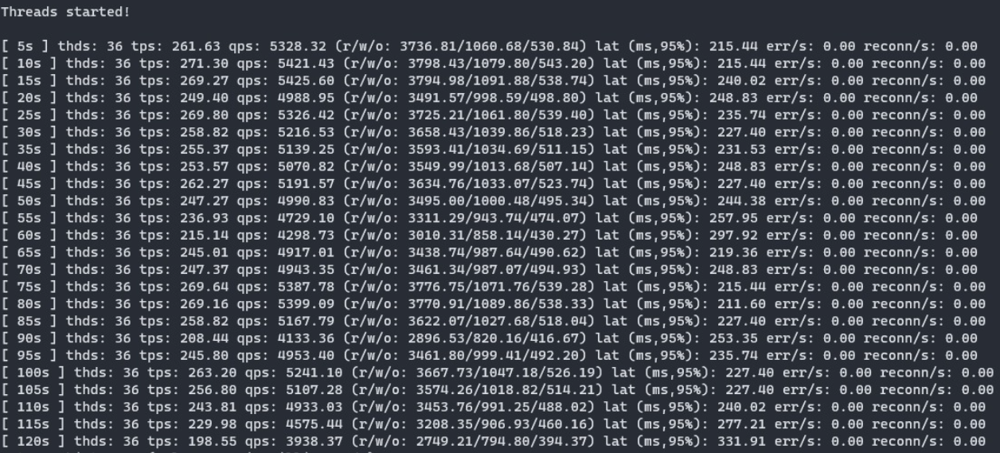 Threads started!
[ 5s ] thds: 36 tps: 261.63 qps: 5328.32 (r/w/o: 3736.81/1060.68/530.84) lat (ms,95%): 215.44 err/s: 0.00 reconn/s: 0.00
[ 10s ] thds: 36 tps: 271.30 qps: 5421.43 (r/w/o: 3798.43/1079.80/543.20) lat (ms,95%): 215.44 err/s: 0.00 reconn/s: 0.00
[ 15s ] thds: 36 tps: 269.27 qps: 5425.60 (r/w/o: 3794.98/1091.88/538.74) lat (ms,95%): 240.02 err/s: 0.00 reconn/s: 0.00
[ 20s ] thds: 36 tps: 249.40 qps: 4988.95 (r/w/o: 3491.57/998.59/498.80) lat (ms,95%): 248.83 err/s: 0.00 reconn/s: 0.00
[ 25s ] thds: 36 tps: 269.80 qps: 5326.42 (r/w/o: 3725.21/1061.80/539.40) lat (ms,95%): 235.74 err/s: 0.00 reconn/s: 0.00
[ 30s ] thds: 36 tps: 258.82 qps: 5216.53 (r/w/o: 3658.43/1039.86/518.23) lat (ms,95%): 227.40 err/s: 0.00 reconn/s: 0.00
[ 35s ] thds: 36 tps: 255.37 qps: 5139.25 (r/w/o: 3593.41/1034.69/511.15) lat (ms,95%): 231.53 err/s: 0.00 reconn/s: 0.00
[ 40s ] thds: 36 tps: 253.57 qps: 5070.82 (r/w/o: 3549.99/1013.68/507.14) lat (ms,95%): 248.83 err/s: 0.00 reconn/s: 0.00
[ 45s ] thds: 36 tps: 262.27 qps: 5191.57 (r/w/o: 3634.76/1033.07/523.74) lat (ms,95%): 227.40 err/s: 0.00 reconn/s: 0.00
[ 50s ] thds: 36 tps: 247.27 qps: 4990.83 (r/w/o: 3495.00/1000.48/495.34) lat (ms,95%): 244.38 err/s: 0.00 reconn/s: 0.00
[ 55s ] thds: 36 tps: 236.93 qps: 4729.10 (r/w/o: 3311.29/943.74/474.07) lat (ms,95%): 257.95 err/s: 0.00 reconn/s: 0.00
[ 60s ] thds: 36 tps: 215.14 qps: 4298.73 (r/w/o: 3010.31/858.14/430.27) lat (ms,95%): 297.92 err/s: 0.00 reconn/s: 0.00
[ 65s ] thds: 36 tps: 245.01 qps: 4917.01 (r/w/o: 3438.74/987.64/490.62) lat (ms,95%): 219.36 err/s: 0.00 reconn/s: 0.00
[ 70s ] thds: 36 tps: 247.37 qps: 4943.35 (r/w/o: 3461.34/987.07/494.93) lat (ms,95%): 248.83 err/s: 0.00 reconn/s: 0.00
[ 75s ] thds: 36 tps: 269.64 qps: 5387.78 (r/w/o: 3776.75/1071.76/539.28) lat (ms,95%): 215.44 err/s: 0.00 reconn/s: 0.00
[ 80s ] thds: 36 tps: 269.16 qps: 5399.09 (r/w/o: 3770.91/1089.86/538.33) lat (ms,95%): 211.60 err/s: 0.00 reconn/s: 0.00
[ 85s ] thds: 36 tps: 258.82 qps: 5167.79 (r/w/o: 3622.07/1027.68/518.04) lat (ms,95%): 227.40 err/s: 0.00 reconn/s: 0.00
[ 90s ] thds: 36 tps: 208.44 qps: 4133.36 (r/w/o: 2896.53/820.16/416.67) lat (ms,95%): 253.35 err/s: 0.00 reconn/s: 0.00
[ 95s ] thds: 36 tps: 245.80 qps: 4953.40 (r/w/o: 3461.80/999.41/492.20) lat (ms,95%): 235.74 err/s: 0.00 reconn/s: 0.00
[ 100s ] thds: 36 tps: 263.20 qps: 5241.10 (r/w/o: 3667.73/1047.18/526.19) lat (ms,95%): 227.40 err/s: 0.00 reconn/s: 0.00
[ 105s ] thds: 36 tps: 256.80 qps: 5107.28 (r/w/o: 3574.26/1018.82/514.21) lat (ms,95%): 227.40 err/s: 0.00 reconn/s: 0.00
[ 110s ] thds: 36 tps: 243.81 qps: 4933.03 (r/w/o: 3453.76/991.25/488.02) lat (ms,95%): 240.02 err/s: 0.00 reconn/s: 0.00
[ 115s ] thds: 36 tps: 229.98 qps: 4575.44 (r/w/o: 3208.35/906.93/460.16) lat (ms,95%): 277.21 err/s: 0.00 reconn/s: 0.00
[ 120s ] thds: 36 tps: 198.55 qps: 3938.37 (r/w/o: 2749.21/794.80/394.37) lat (ms,95%): 331.91 err/s: 0.00 reconn/s: 0.00